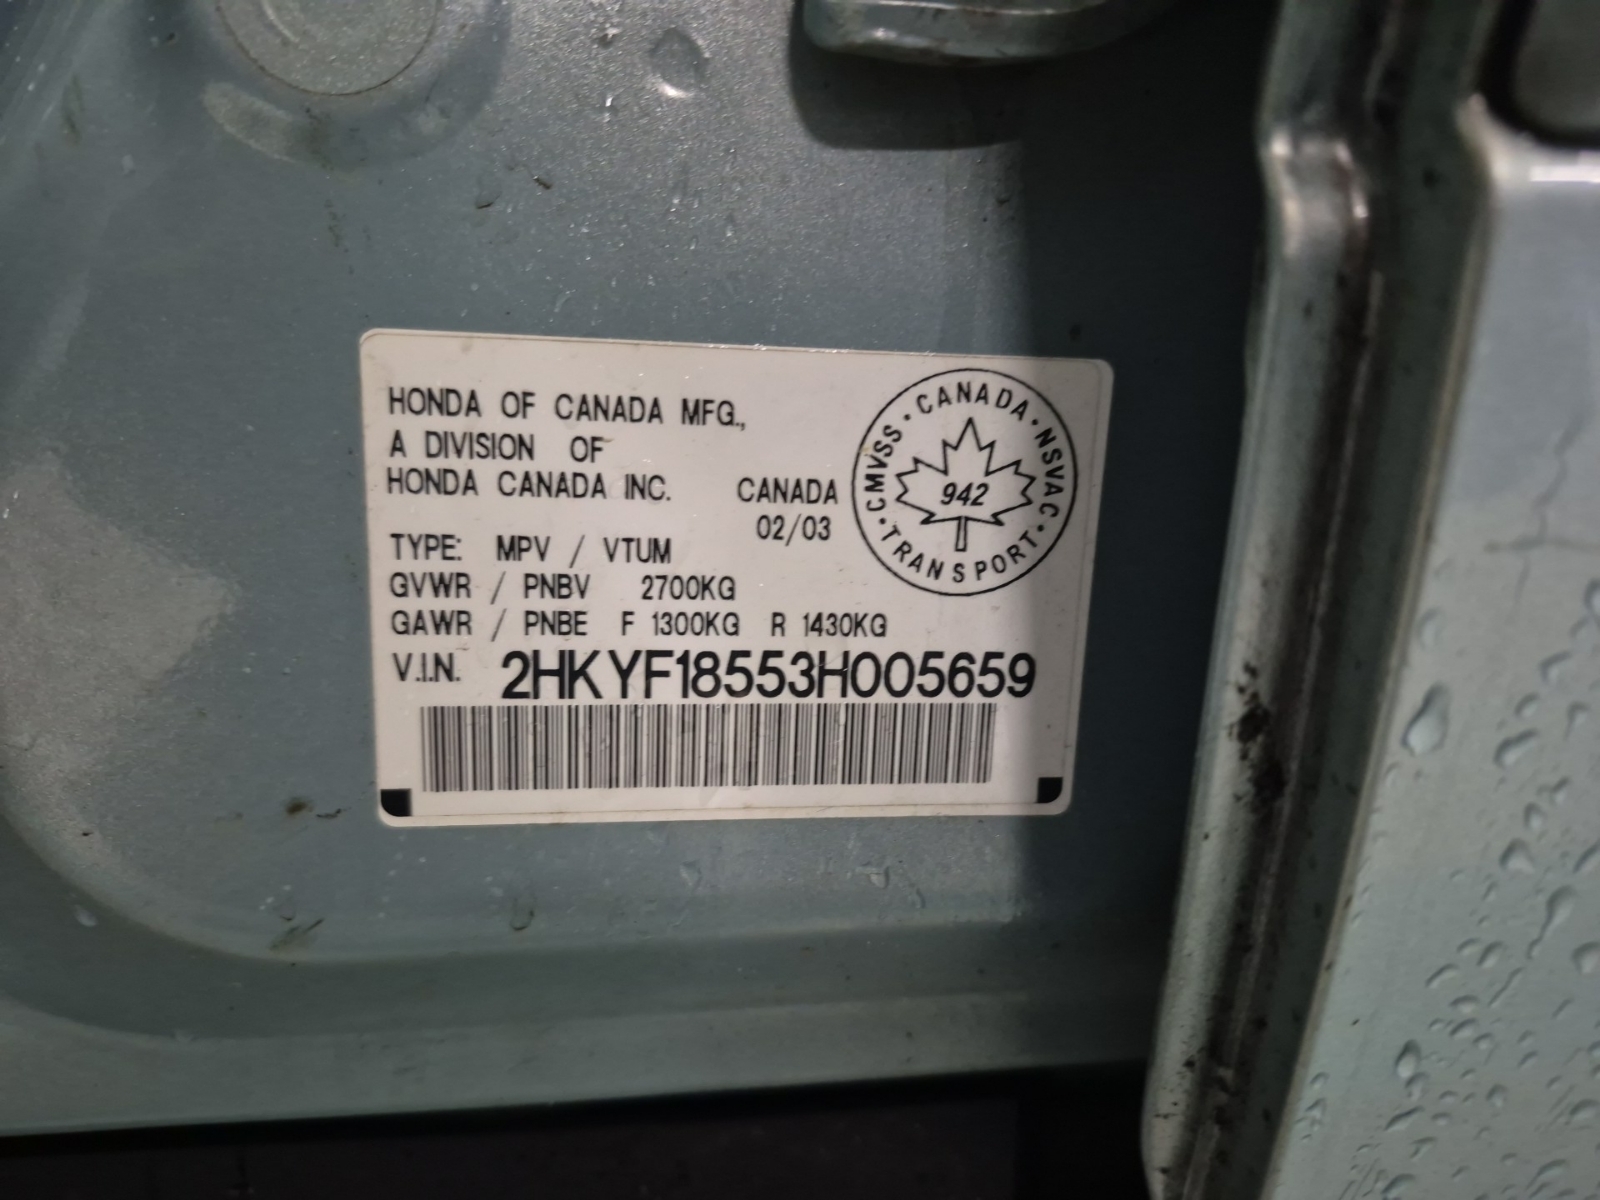 HONDA OF CANADA MFG.,
A DIVISION OF
HONDA CANADA INC.
CANADA
02/03
CANADA · NSVAC · TRANSPORT · CMVSS ·
942
TYPE: MPV / VTUM
GVWR / PNBV 2700KG
GAWR / PNBE F 1300KG R 1430KG
V.I.N. 2HKYF18553H005659